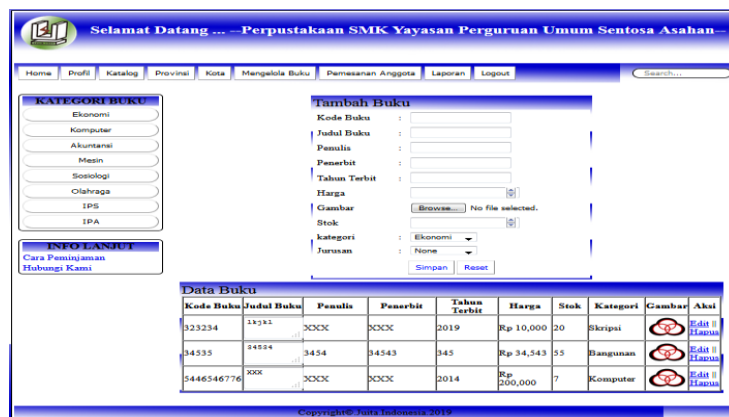 Selamat Datang ... --Perpustakaan SMK Yayasan Perguruan Umum Sentosa Asahan--
Home Profil Katalog Provinsi Kota Mengelola Buku Pemesanan Anggota Laporan Logout Search...
KATEGORI BUKU
Ekonomi
Komputer
Akuntansi
Mesin
Sosiologi
Olahraga
IPS
IPA
INFO LANJUT
Cara Peminjaman
Hubungi Kami
Tambah Buku
Kode Buku :
Judul Buku :
Penulis :
Penerbit :
Tahun Terbit :
Harga
Gambar Browse... No file selected.
Stok
kategori : Ekonomi
Jurusan : None
Simpan Reset
Data Buku
Kode Buku Judul Buku Penulis Penerbit Tahun Terbit Harga Stok Kategori Gambar Aksi
323234 lkjkl XXX XXX 2019 Rp 10,000 20 Skripsi Edit || Hapus
34535 34534 3454 34543 345 Rp 34,543 55 Bangunan Edit || Hapus
5446546776 XXX XXX XXX 2014 Rp 200,000 7 Komputer Edit || Hapus
Copyright© Juita Indonesia 2019